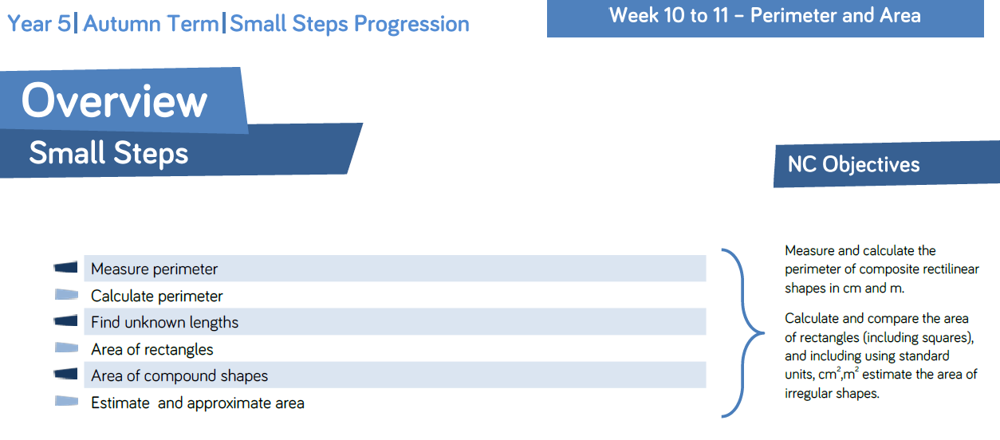 Year 5| Autumn Term|Small Steps Progression
Week 10 to 11 – Perimeter and Area
Overview
Small Steps
NC Objectives
Measure perimeter
Calculate perimeter
Find unknown lengths
Area of rectangles
Area of compound shapes
Estimate and approximate area
Measure and calculate the
perimeter of composite rectilinear
shapes in cm and m.
Calculate and compare the area
of rectangles (including squares),
and including using standard
units, cm²,m² estimate the area of
irregular shapes.